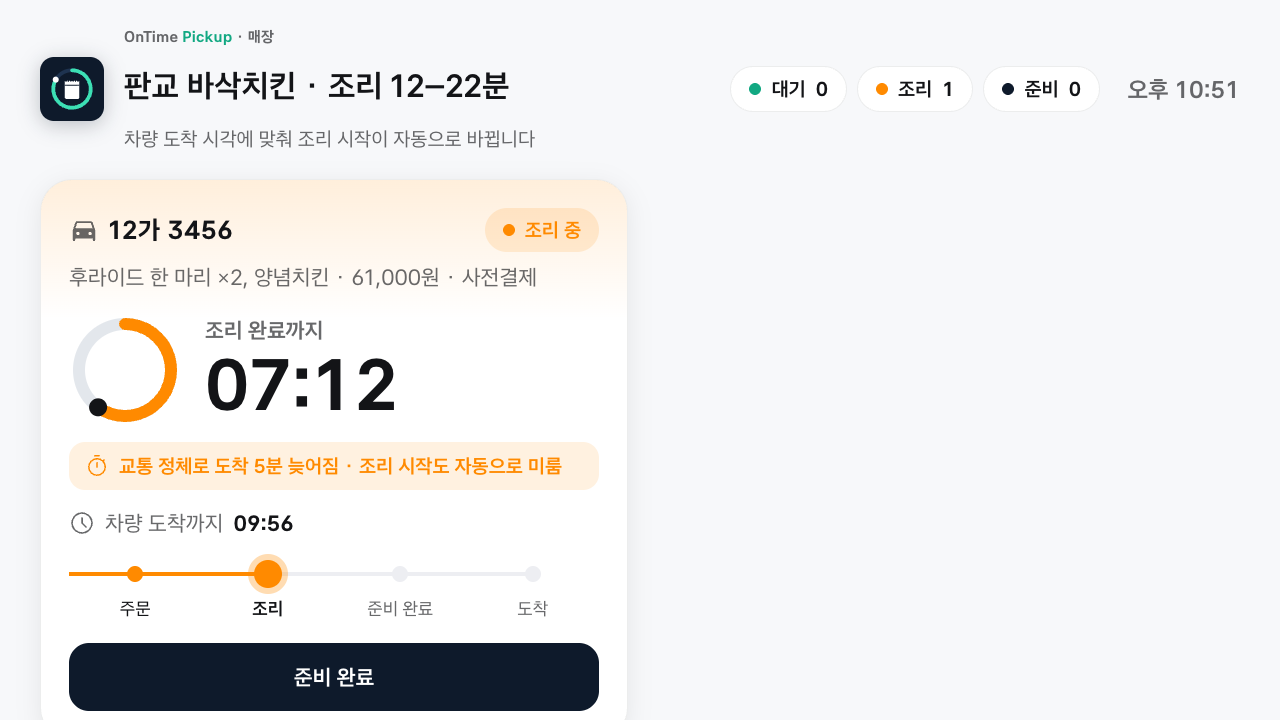 OnTime Pickup · 매장
판교 바삭치킨 · 조리 12–22분
차량 도착 시각에 맞춰 조리 시작이 자동으로 바뀝니다
대기 0
조리 1
준비 0
오후 10:51
12가 3456
조리 중
후라이드 한 마리 ×2, 양념치킨 · 61,000원 · 사전결제
조리 완료까지
07:12
교통 정체로 도착 5분 늦어짐 · 조리 시작도 자동으로 미룸
차량 도착까지 09:56
주문
조리
준비 완료
도착
준비 완료